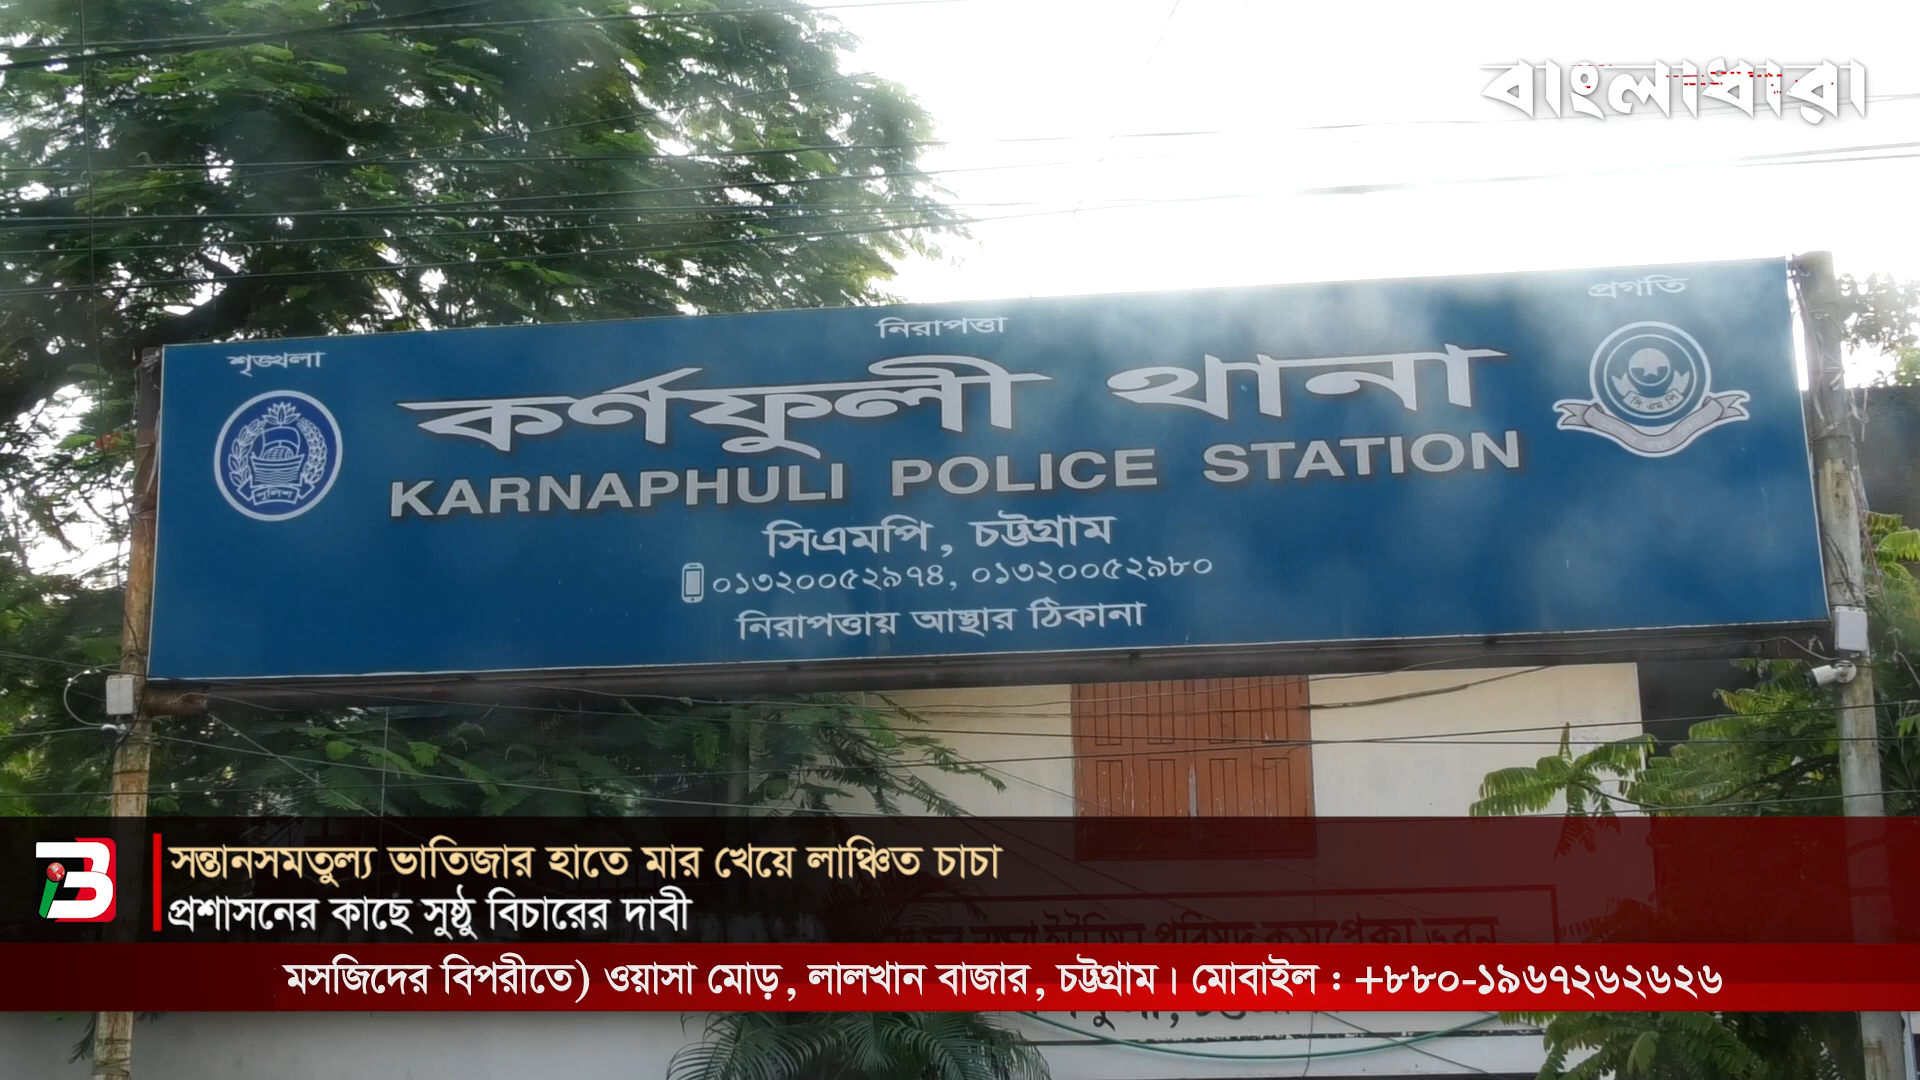 বাংলাধারা
শৃঙ্খলা
নিরাপত্তা
প্রগতি
কর্ণফুলী থানা
KARNAPHULI POLICE STATION
পুলিশ
সি এম পি
সিএমপি, চট্টগ্রাম
০১৩২০০৫২৯৭৪, ০১৩২০০৫২৯৮০
নিরাপত্তায় আস্থার ঠিকানা
সন্তানসমতুল্য ভাতিজার হাতে মার খেয়ে লাঞ্চিত চাচা
প্রশাসনের কাছে সুষ্ঠু বিচারের দাবী
মসজিদের বিপরীতে) ওয়াসা মোড়, লালখান বাজার, চট্টগ্রাম। মোবাইল : +৮৮০-১৯৬৭২৬২৬২৬